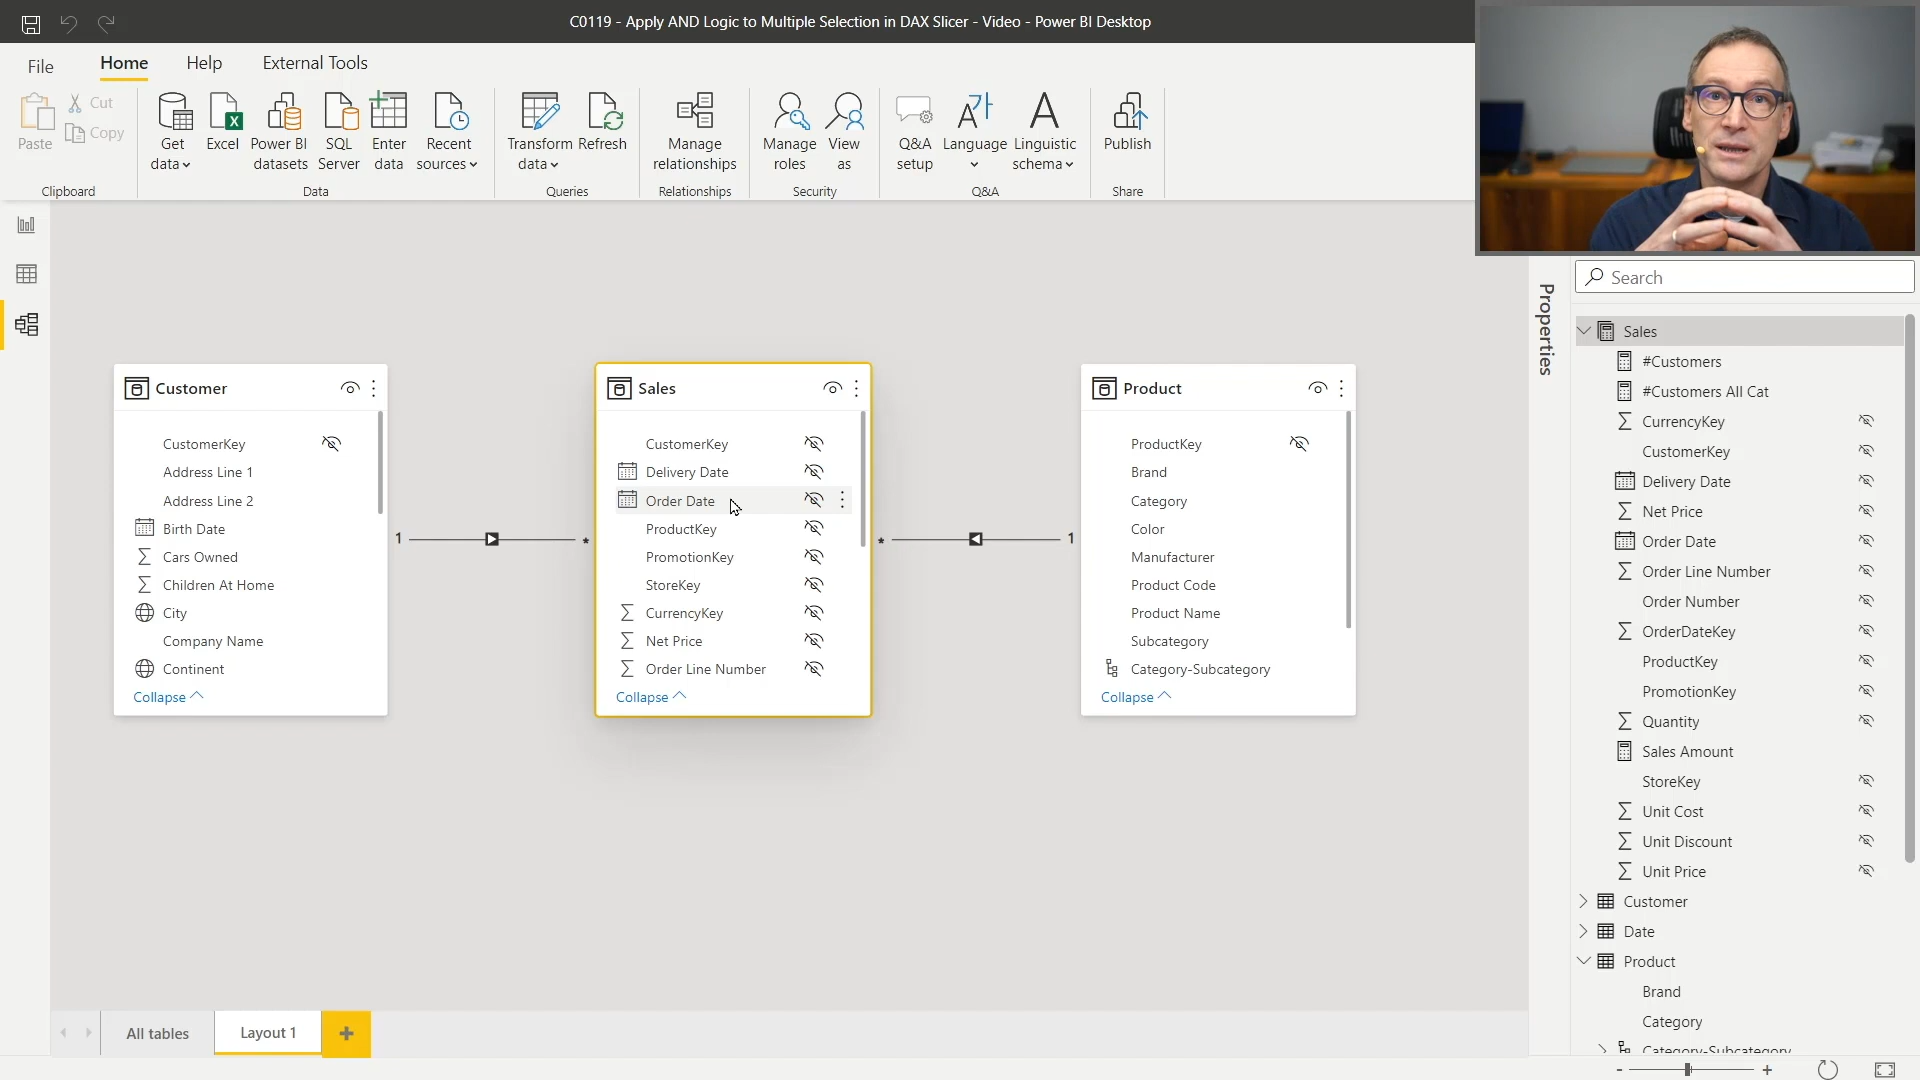 C0119 - Apply AND Logic to Multiple Selection in DAX Slicer - Video - Power BI Desktop
File
Home
Help
External Tools
Paste
Cut
Copy
Clipboard
Get data
Excel
Power BI datasets
SQL Server
Enter data
Recent sources
Data
Transform data
Refresh
Queries
Manage relationships
Relationships
Manage roles
View as
Security
Q&A setup
Language
Linguistic schema
Q&A
Publish
Share
Customer
CustomerKey
Address Line 1
Address Line 2
Birth Date
Cars Owned
Children At Home
City
Company Name
Continent
Collapse
1
*
Sales
CustomerKey
Delivery Date
Order Date
ProductKey
PromotionKey
StoreKey
CurrencyKey
Net Price
Order Line Number
Collapse
*
1
Product
ProductKey
Brand
Category
Color
Manufacturer
Product Code
Product Name
Subcategory
Category-Subcategory
Collapse
Properties
Search
Sales
#Customers
#Customers All Cat
CurrencyKey
CustomerKey
Delivery Date
Net Price
Order Date
Order Line Number
Order Number
OrderDateKey
ProductKey
PromotionKey
Quantity
Sales Amount
StoreKey
Unit Cost
Unit Discount
Unit Price
Customer
Date
Product
Brand
Category
Category-Subcategory
All tables
Layout 1